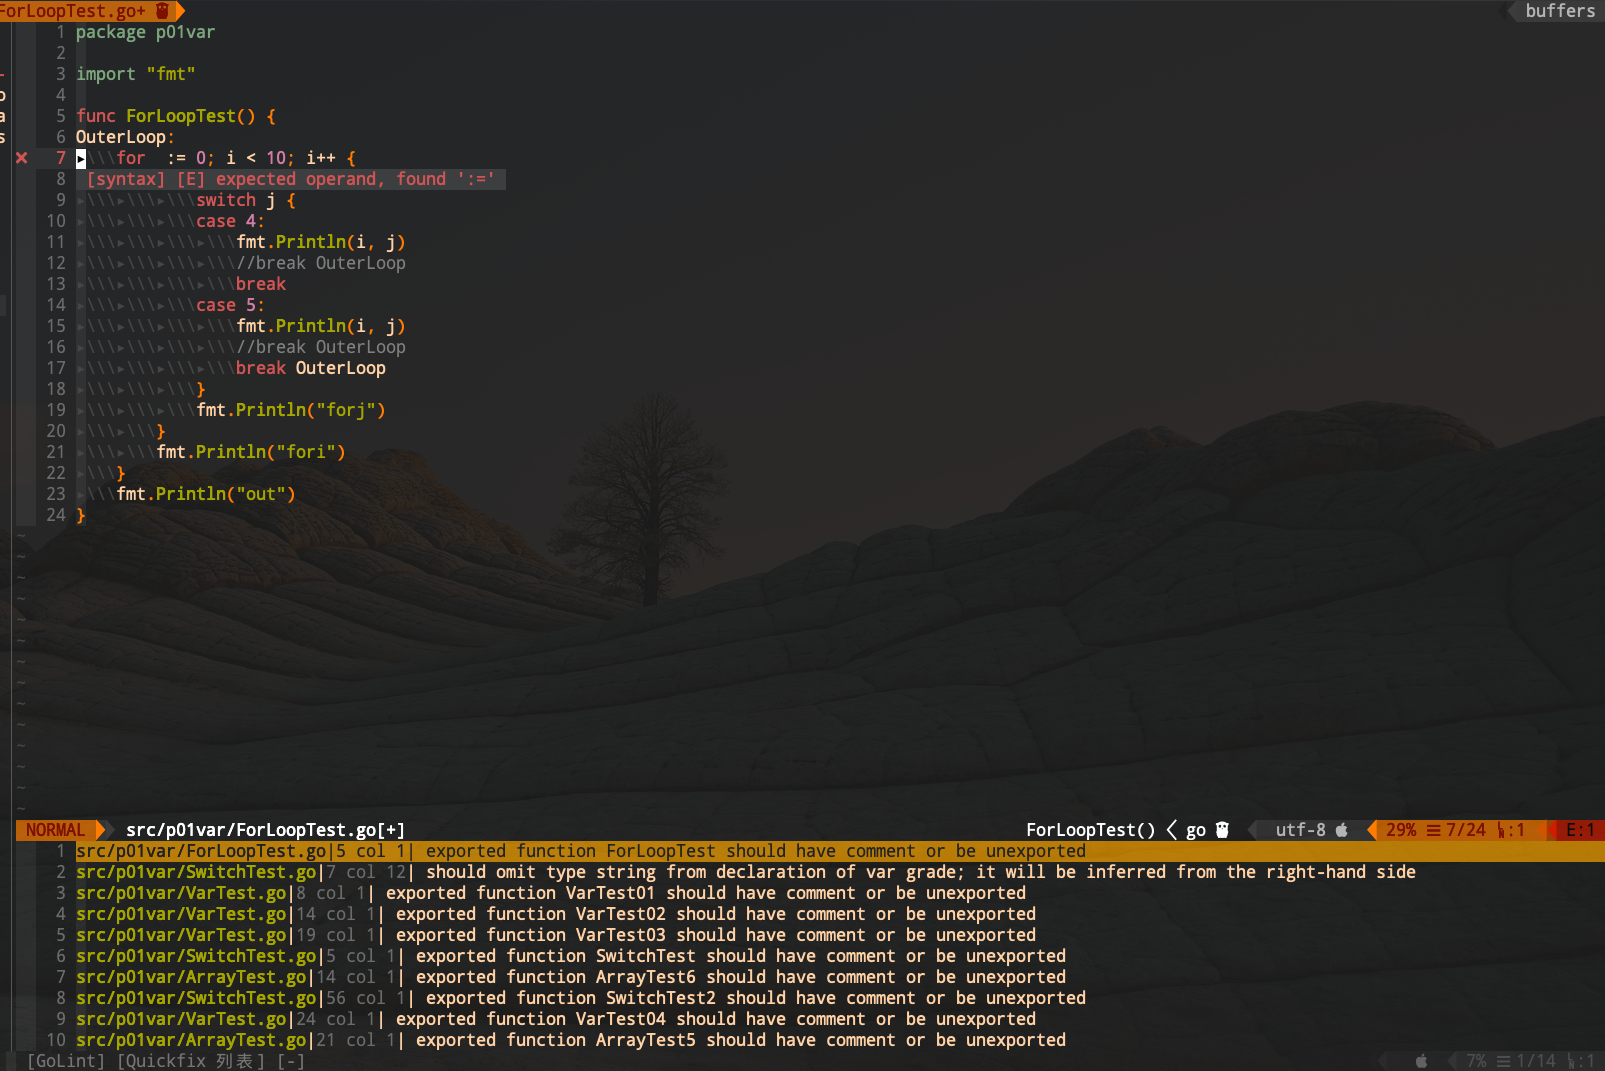 ForLoopTest.go+ buffers
1 package p01var
2
3 import "fmt"
4
5 func ForLoopTest() {
6 OuterLoop:
7 ▸\\\for  := 0; i < 10; i++ {
8 [syntax] [E] expected operand, found ':='
9 ▸\\\▸\\\▸\\\switch j {
10 ▸\\\▸\\\▸\\\case 4:
11 ▸\\\▸\\\▸\\\▸\\\fmt.Println(i, j)
12 ▸\\\▸\\\▸\\\▸\\\//break OuterLoop
13 ▸\\\▸\\\▸\\\▸\\\break
14 ▸\\\▸\\\▸\\\case 5:
15 ▸\\\▸\\\▸\\\▸\\\fmt.Println(i, j)
16 ▸\\\▸\\\▸\\\▸\\\//break OuterLoop
17 ▸\\\▸\\\▸\\\▸\\\break OuterLoop
18 ▸\\\▸\\\▸\\\}
19 ▸\\\▸\\\▸\\\fmt.Println("forj")
20 ▸\\\▸\\\}
21 ▸\\\▸\\\fmt.Println("fori")
22 ▸\\\}
23 ▸\\\fmt.Println("out")
24 }
NORMAL src/p01var/ForLoopTest.go[+] ForLoopTest() go utf-8 29% ☰ 7/24 :1 E:1
1 src/p01var/ForLoopTest.go|5 col 1| exported function ForLoopTest should have comment or be unexported
2 src/p01var/SwitchTest.go|7 col 12| should omit type string from declaration of var grade; it will be inferred from the right-hand side
3 src/p01var/VarTest.go|8 col 1| exported function VarTest01 should have comment or be unexported
4 src/p01var/VarTest.go|14 col 1| exported function VarTest02 should have comment or be unexported
5 src/p01var/VarTest.go|19 col 1| exported function VarTest03 should have comment or be unexported
6 src/p01var/SwitchTest.go|5 col 1| exported function SwitchTest should have comment or be unexported
7 src/p01var/ArrayTest.go|14 col 1| exported function ArrayTest6 should have comment or be unexported
8 src/p01var/SwitchTest.go|56 col 1| exported function SwitchTest2 should have comment or be unexported
9 src/p01var/VarTest.go|24 col 1| exported function VarTest04 should have comment or be unexported
10 src/p01var/ArrayTest.go|21 col 1| exported function ArrayTest5 should have comment or be unexported
[GoLint] [Quickfix 列表] [-] 7% ☰ 1/14 :1